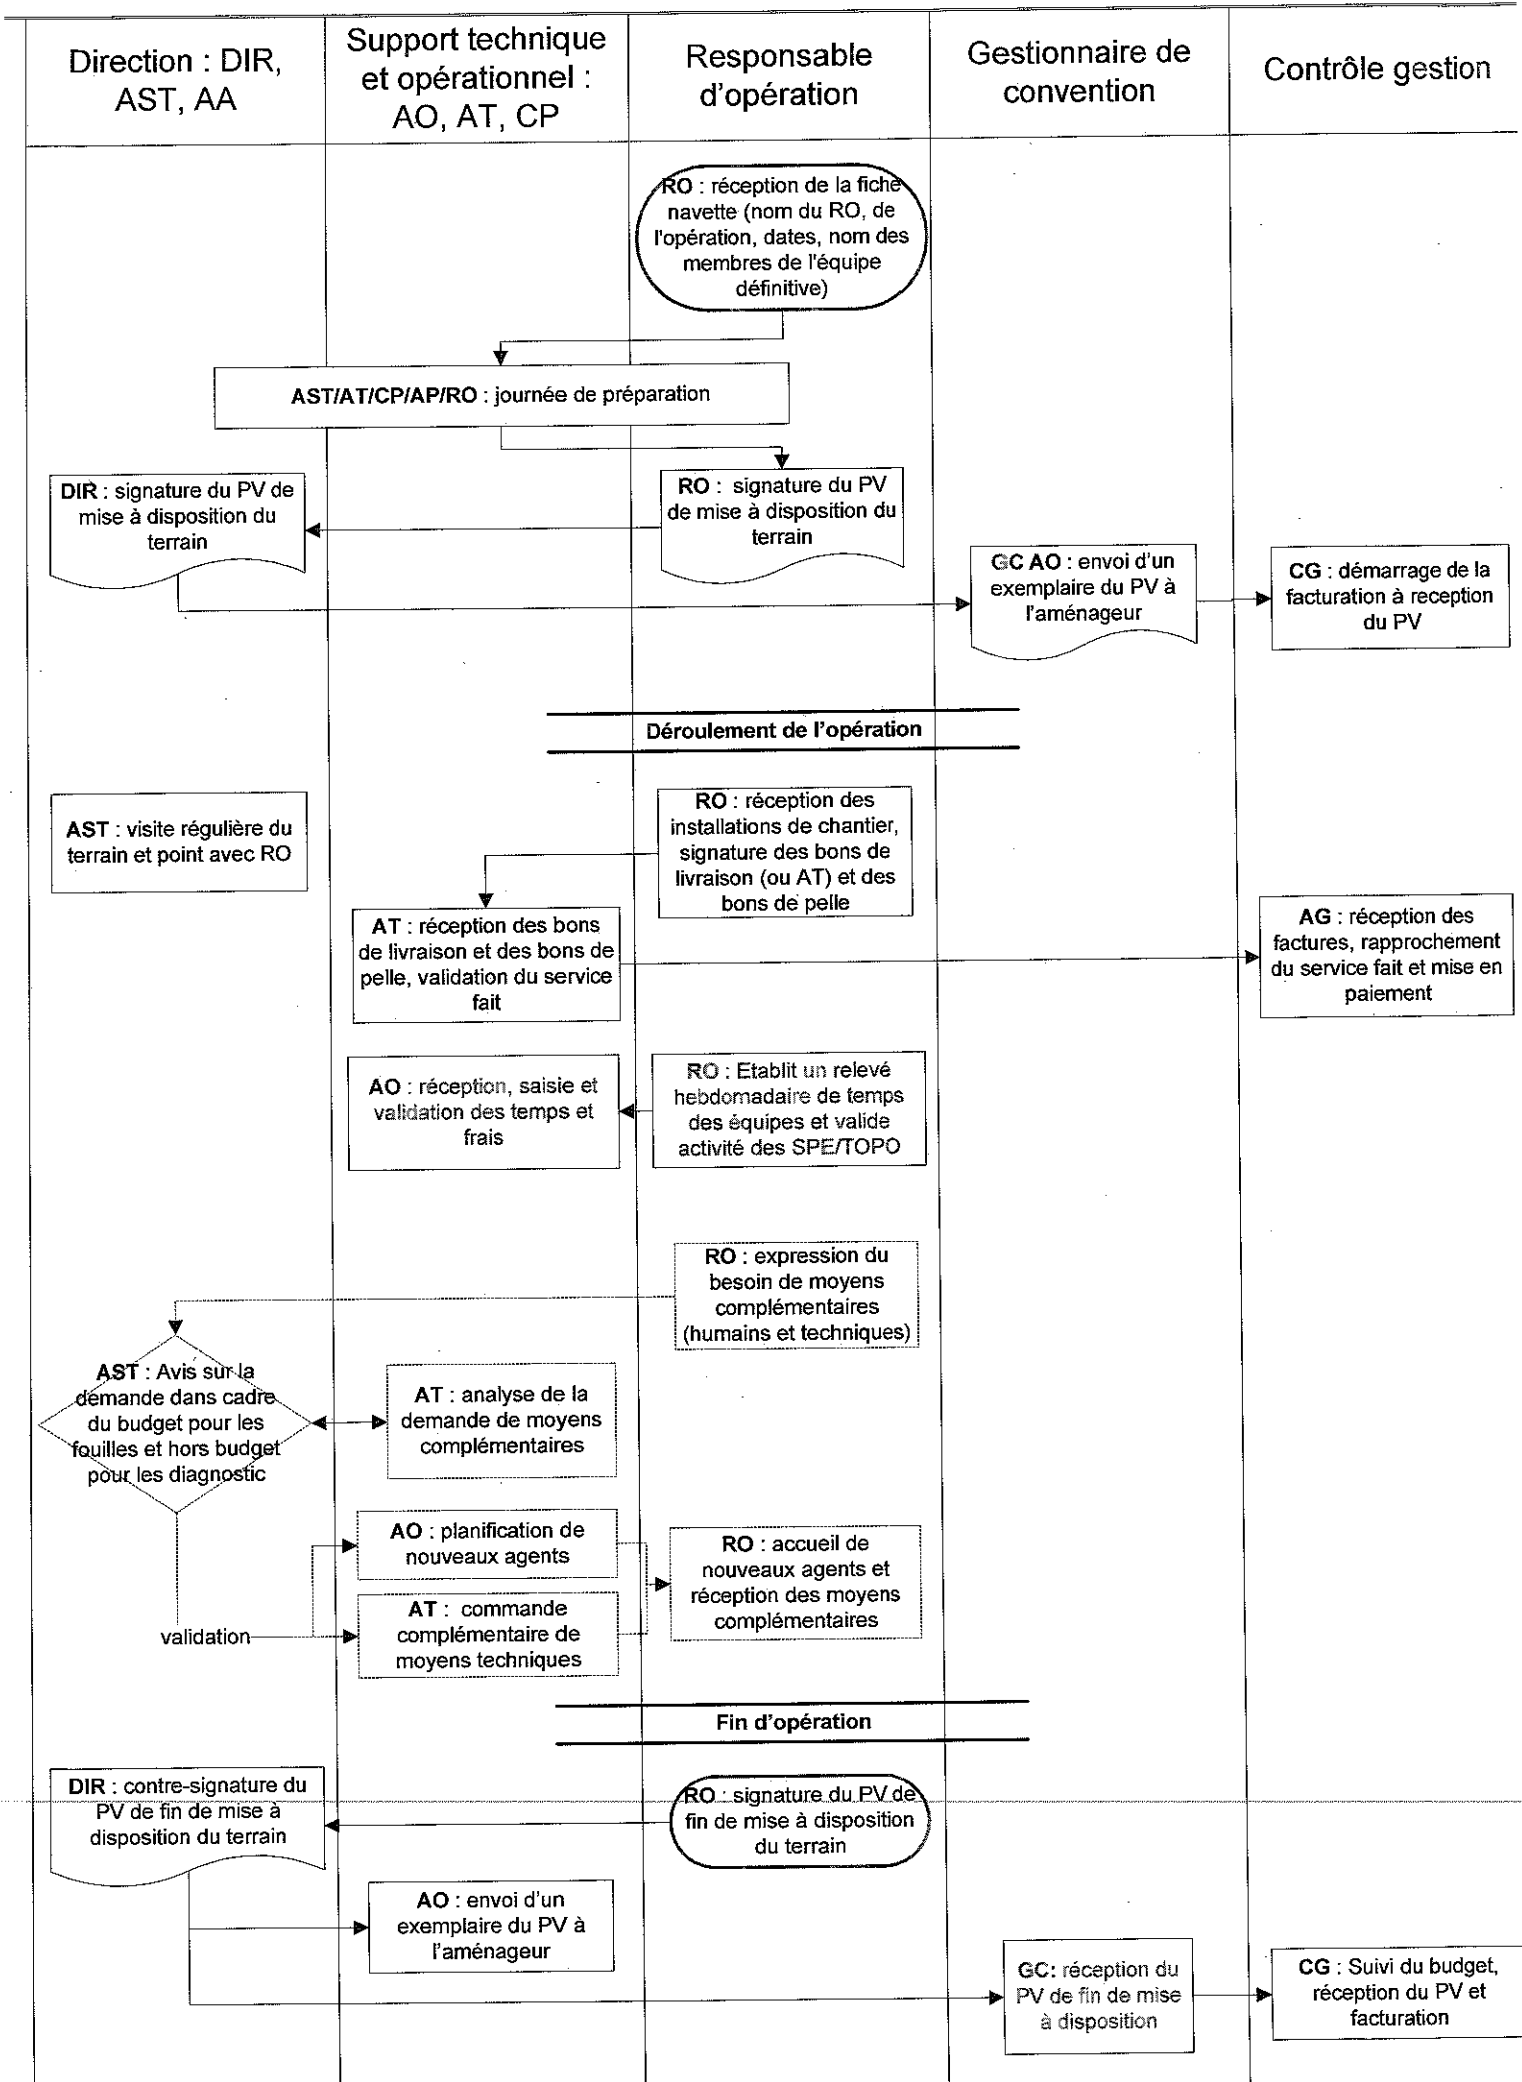 Direction : DIR,
AST, AA
Support technique
et opérationnel :
AO, AT, CP
Responsable
d'opération
Gestionnaire de
convention
Contrôle gestion
RO : réception de la fiche
navette (nom du RO, de
l'opération, dates, nom des
membres de l'équipe
définitive)
AST/AT/CP/AP/RO : journée de préparation
DIR : signature du PV de
mise à disposition du
terrain
RO : signature du PV
de mise à disposition du
terrain
GC AO : envoi d'un
exemplaire du PV à
l'aménageur
CG : démarrage de la
facturation à reception
du PV
Déroulement de l'opération
AST : visite régulière du
terrain et point avec RO
RO : réception des
installations de chantier,
signature des bons de
livraison (ou AT) et des
bons de pelle
AT : réception des bons
de livraison et des bons de
pelle, validation du service
fait
AG : réception des
factures, rapprochement
du service fait et mise en
paiement
AO : réception, saisie et
validation des temps et
frais
RO : Etablit un relevé
hebdomadaire de temps
des équipes et valide
activité des SPE/TOPO
RO : expression du
besoin de moyens
complémentaires
(humains et techniques)
AST : Avis sur la
demande dans cadre
du budget pour les
fouilles et hors budget
pour les diagnostic
AT : analyse de la
demande de moyens
complémentaires
AO : planification de
nouveaux agents
RO : accueil de
nouveaux agents et
réception des moyens
complémentaires
validation
AT : commande
complémentaire de
moyens techniques
Fin d'opération
DIR : contre-signature du
PV de fin de mise à
disposition du terrain
RO : signature du PV de
fin de mise à disposition
du terrain
AO : envoi d'un
exemplaire du PV à
l'aménageur
GC: réception du
PV de fin de mise
à disposition
CG : Suivi du budget,
réception du PV et
facturation